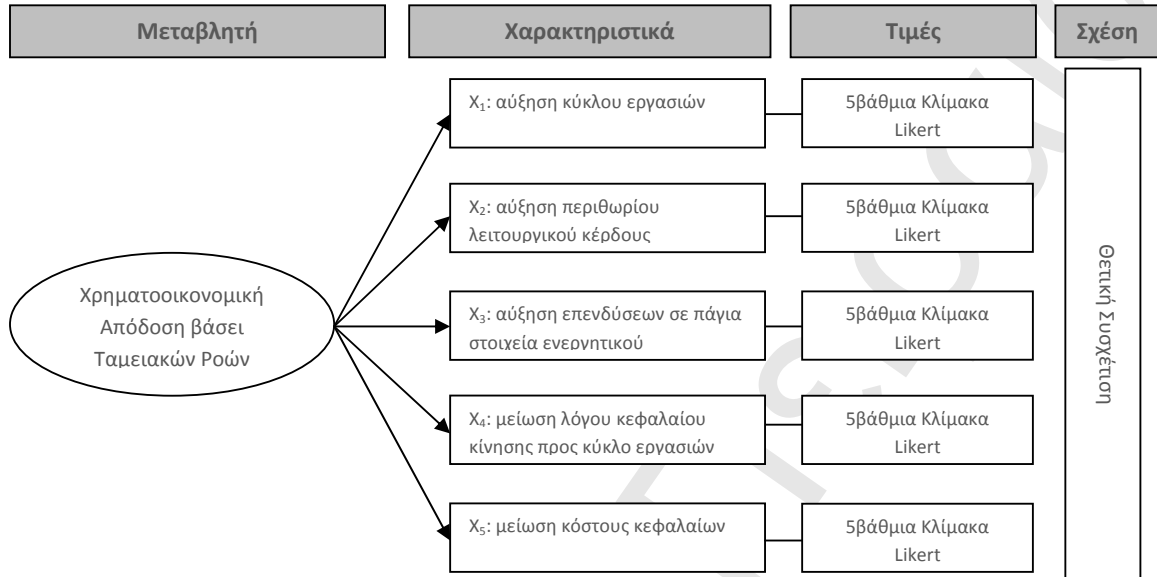 Μεταβλητή
Χαρακτηριστικά
Τιμές
Σχέση
Χρηματοοικονομική
Απόδοση βάσει
Ταμειακών Ροών
Χ₁: αύξηση κύκλου εργασιών
5βάθμια Κλίμακα
Likert
Χ₂: αύξηση περιθωρίου
λειτουργικού κέρδους
5βάθμια Κλίμακα
Likert
Χ₃: αύξηση επενδύσεων σε πάγια
στοιχεία ενεργητικού
5βάθμια Κλίμακα
Likert
Χ₄: μείωση λόγου κεφαλαίου
κίνησης προς κύκλο εργασιών
5βάθμια Κλίμακα
Likert
Χ₅: μείωση κόστους κεφαλαίων
5βάθμια Κλίμακα
Likert
Θετική Συσχέτιση